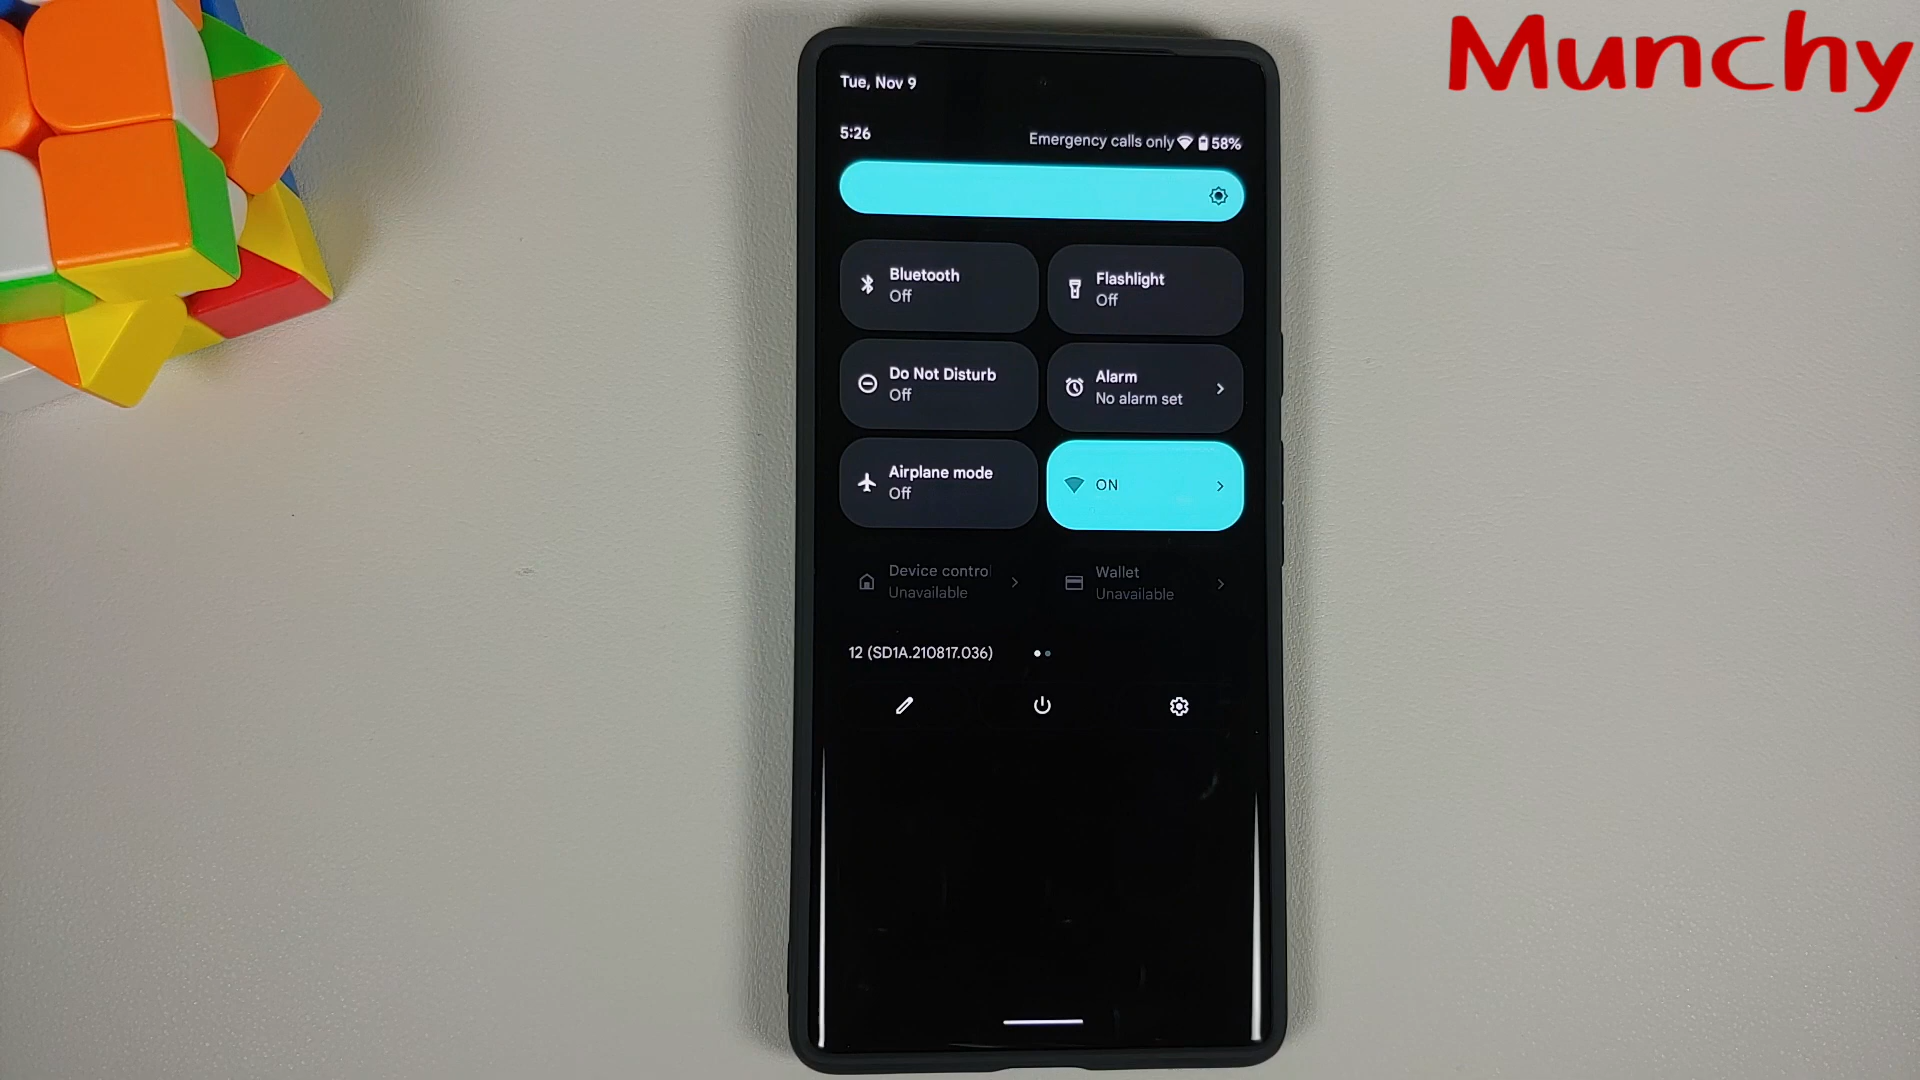 Munchy
Tue, Nov 9
5:26
Emergency calls only 58%
Bluetooth
Off
Flashlight
Off
Do Not Disturb
Off
Alarm
No alarm set
Airplane mode
Off
ON
Device contro
Unavailable
Wallet
Unavailable
12 (SD1A.210817.036)